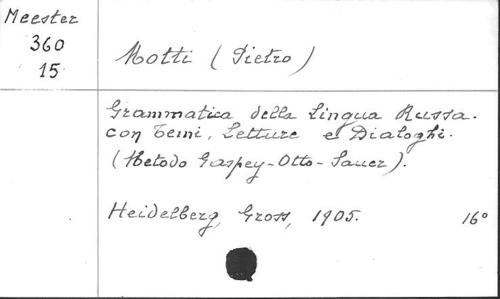 Meester
360
15
Motti (Pietro)
Grammatica della Lingua Russa.
con Temi, Letture e Dialoghi.
(Metodo Gaspey-Otto-Sauer).
Heidelberg, Gross, 1905. 16°